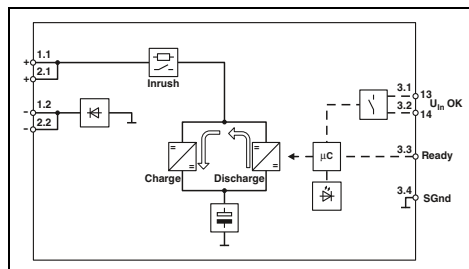 + 1.1
+ 2.1
- 1.2
- 2.2
Inrush
Charge
Discharge
= =
= =
µC
3.1 13
3.2 14
U In OK
3.3 Ready
3.4 SGnd